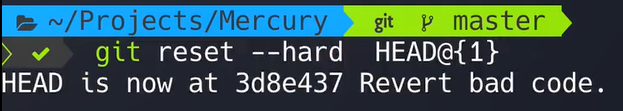 ~/Projects/Mercury git master
git reset --hard HEAD@{1}
HEAD is now at 3d8e437 Revert bad code.